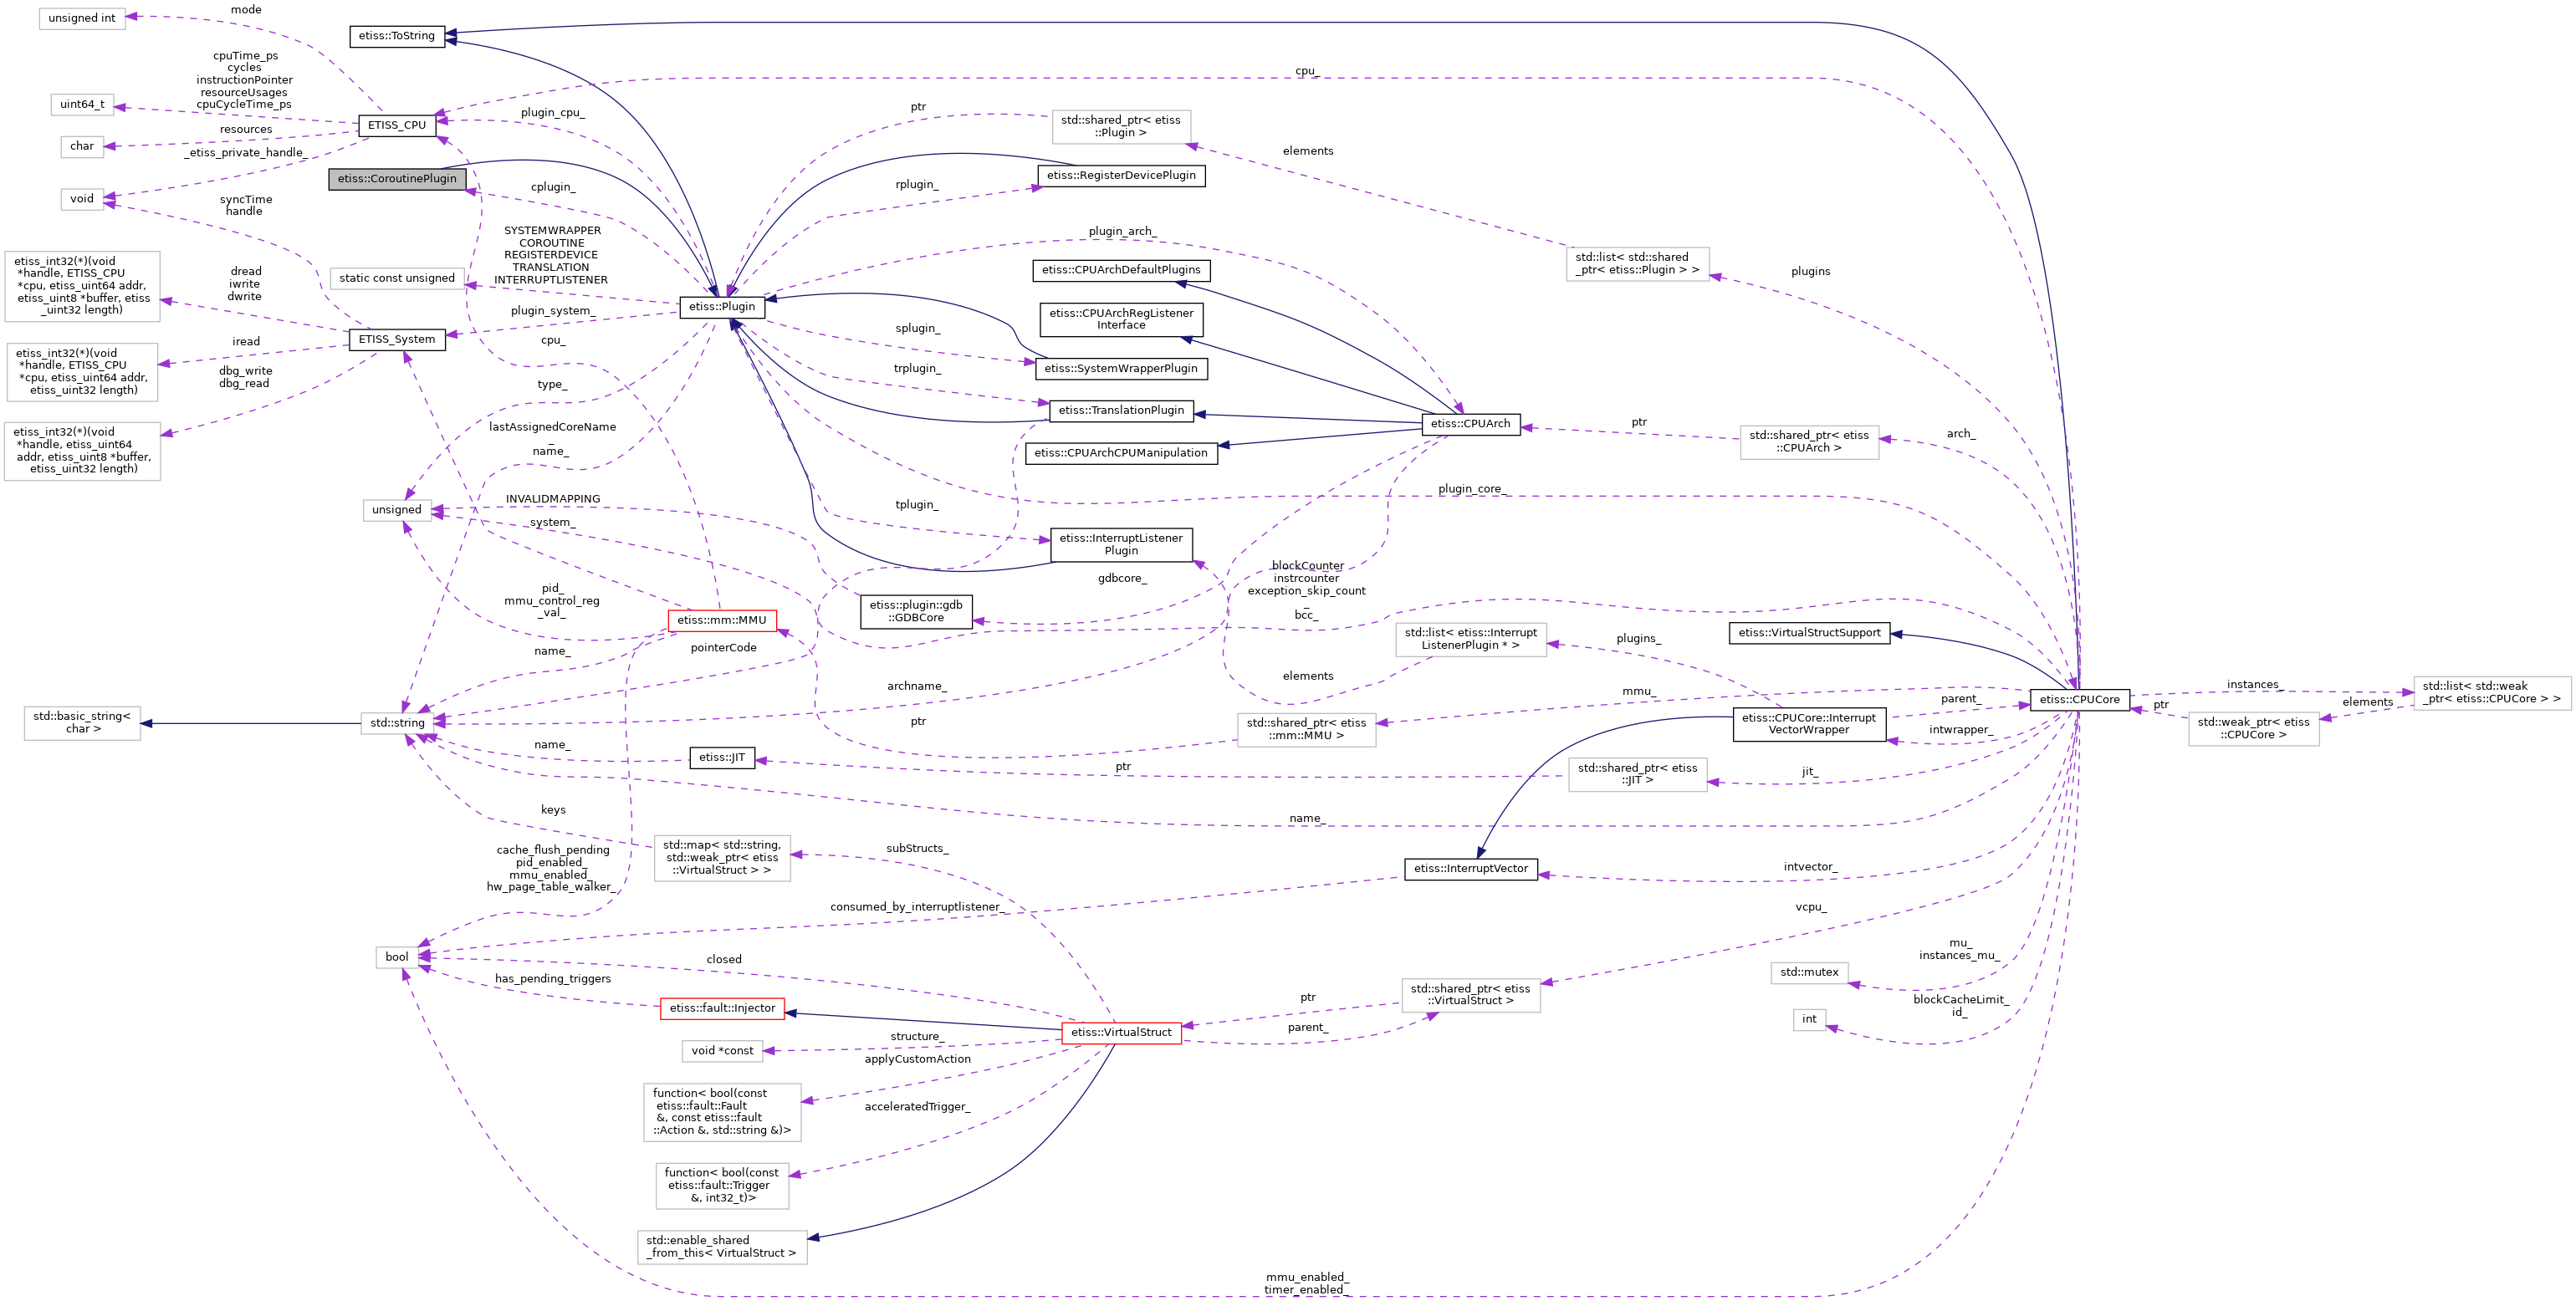 unsigned int
mode
etiss::ToString
cpuTime_ps
cycles
instructionPointer
resourceUsages
cpuCycleTime_ps
uint64_t
ETISS_CPU
plugin_cpu_
cpu_
ptr
std::shared_ptr< etiss
::Plugin >
resources
char
_etiss_private_handle_
elements
etiss::CoroutinePlugin
cplugin_
rplugin_
etiss::RegisterDevicePlugin
void
syncTime
handle
SYSTEMWRAPPER
COROUTINE
REGISTERDEVICE
TRANSLATION
INTERRUPTLISTENER
static const unsigned
plugin_arch_
etiss::CPUArchDefaultPlugins
std::list< std::shared
_ptr< etiss::Plugin > >
plugins
etiss_int32(*)(void
*handle, ETISS_CPU
*cpu, etiss_uint64 addr,
etiss_uint8 *buffer, etiss
_uint32 length)
dread
iwrite
dwrite
plugin_system_
etiss::Plugin
etiss::CPUArchRegListener
Interface
splugin_
iread
ETISS_System
cpu_
etiss_int32(*)(void
*handle, ETISS_CPU
*cpu, etiss_uint64 addr,
etiss_uint32 length)
dbg_write
dbg_read
type_
trplugin_
etiss::SystemWrapperPlugin
etiss::TranslationPlugin
etiss::CPUArch
etiss_int32(*)(void
*handle, etiss_uint64
addr, etiss_uint8 *buffer,
etiss_uint32 length)
lastAssignedCoreName
_
name_
etiss::CPUArchCPUManipulation
ptr
std::shared_ptr< etiss
::CPUArch >
arch_
unsigned
INVALIDMAPPING
system_
tplugin_
plugin_core_
etiss::InterruptListener
Plugin
pid_
mmu_control_reg
_val_
etiss::mm::MMU
etiss::plugin::gdb
::GDBCore
gdbcore_
blockCounter
instrcounter
exception_skip_count
_
bcc_
name_
pointerCode
std::list< etiss::Interrupt
ListenerPlugin * >
plugins_
etiss::VirtualStructSupport
archname_
elements
mmu_
parent_
etiss::CPUCore
instances_
std::list< std::weak
_ptr< etiss::CPUCore > >
elements
ptr
std::weak_ptr< etiss
::CPUCore >
std::basic_string<
char >
std::string
ptr
std::shared_ptr< etiss
::mm::MMU >
etiss::CPUCore::Interrupt
VectorWrapper
intwrapper_
name_
etiss::JIT
ptr
std::shared_ptr< etiss
::JIT >
jit_
keys
name_
std::map< std::string,
std::weak_ptr< etiss
::VirtualStruct > >
subStructs_
cache_flush_pending
pid_enabled_
mmu_enabled_
hw_page_table_walker_
etiss::InterruptVector
intvector_
consumed_by_interruptlistener_
vcpu_
bool
closed
mu_
instances_mu_
has_pending_triggers
std::mutex
etiss::fault::Injector
ptr
std::shared_ptr< etiss
::VirtualStruct >
blockCacheLimit_
id_
int
etiss::VirtualStruct
parent_
structure_
void *const
applyCustomAction
function< bool(const
etiss::fault::Fault
&, const etiss::fault
::Action &, std::string &)>
acceleratedTrigger_
function< bool(const
etiss::fault::Trigger
&, int32_t)>
std::enable_shared
_from_this< VirtualStruct >
mmu_enabled_
timer_enabled_